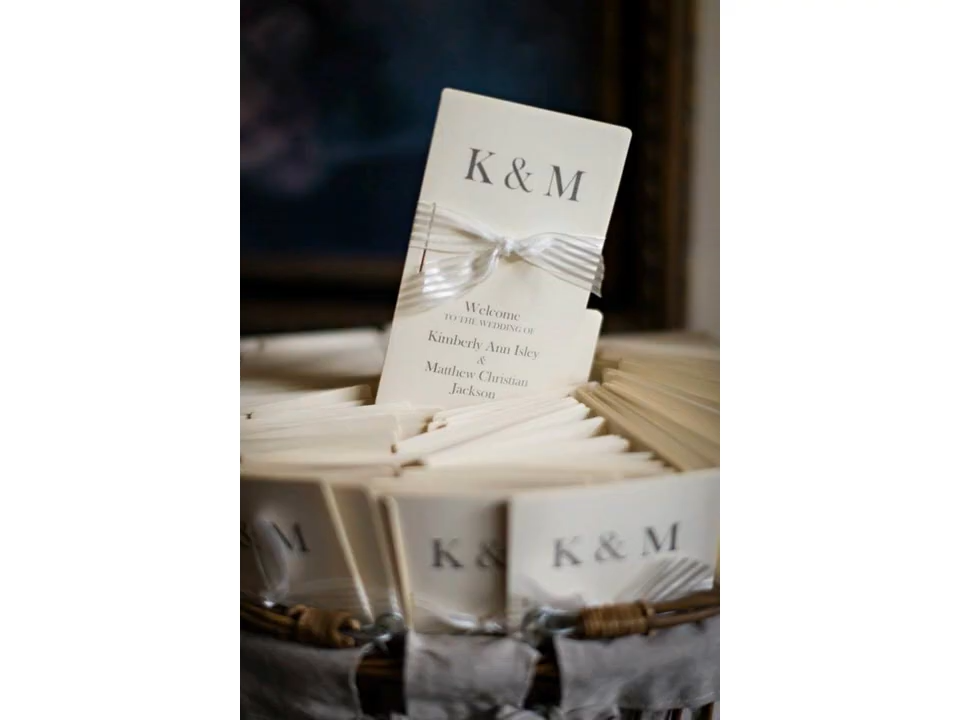 K & M
Welcome
TO THE WEDDING OF
Kimberly Ann Isley
&
Matthew Christian
Jackson
& M
K &
K & M